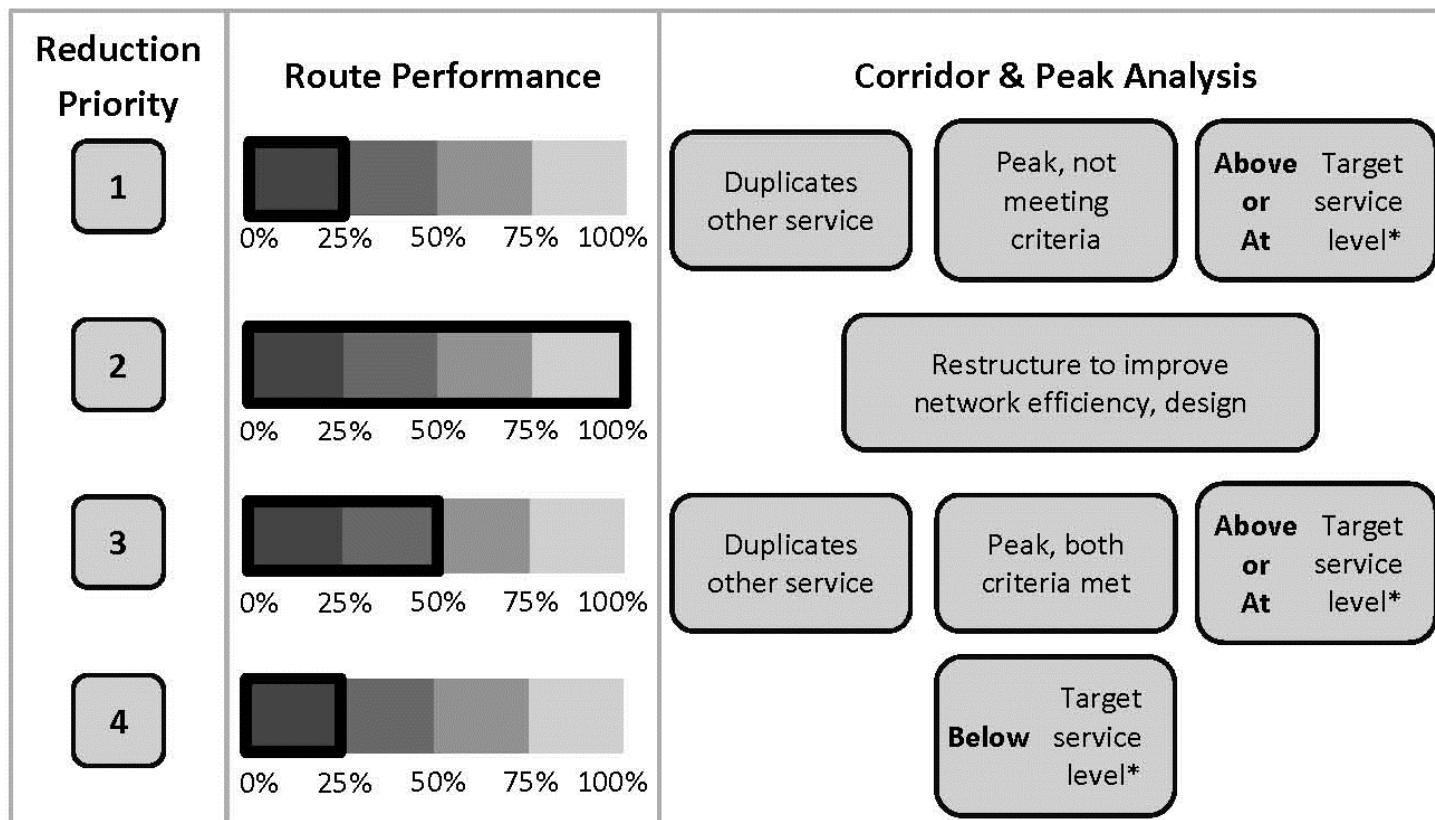 Reduction
Priority
Route Performance
Corridor & Peak Analysis
1
0% 25% 50% 75% 100%
Duplicates
other service
Peak, not
meeting
criteria
Above
or
At
Target
service
level*
2
0% 25% 50% 75% 100%
Restructure to improve
network efficiency, design
3
0% 25% 50% 75% 100%
Duplicates
other service
Peak, both
criteria met
Above
or
At
Target
service
level*
4
0% 25% 50% 75% 100%
Below
Target
service
level*